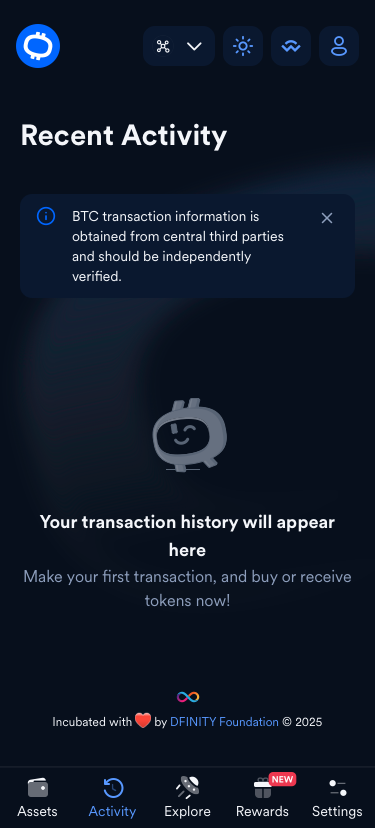 Recent Activity
BTC transaction information is
obtained from central third parties
and should be independently
verified.
Your transaction history will appear
here
Make your first transaction, and buy or receive
tokens now!
Incubated with ❤️ by DFINITY Foundation © 2025
NEW
Assets Activity Explore Rewards Settings